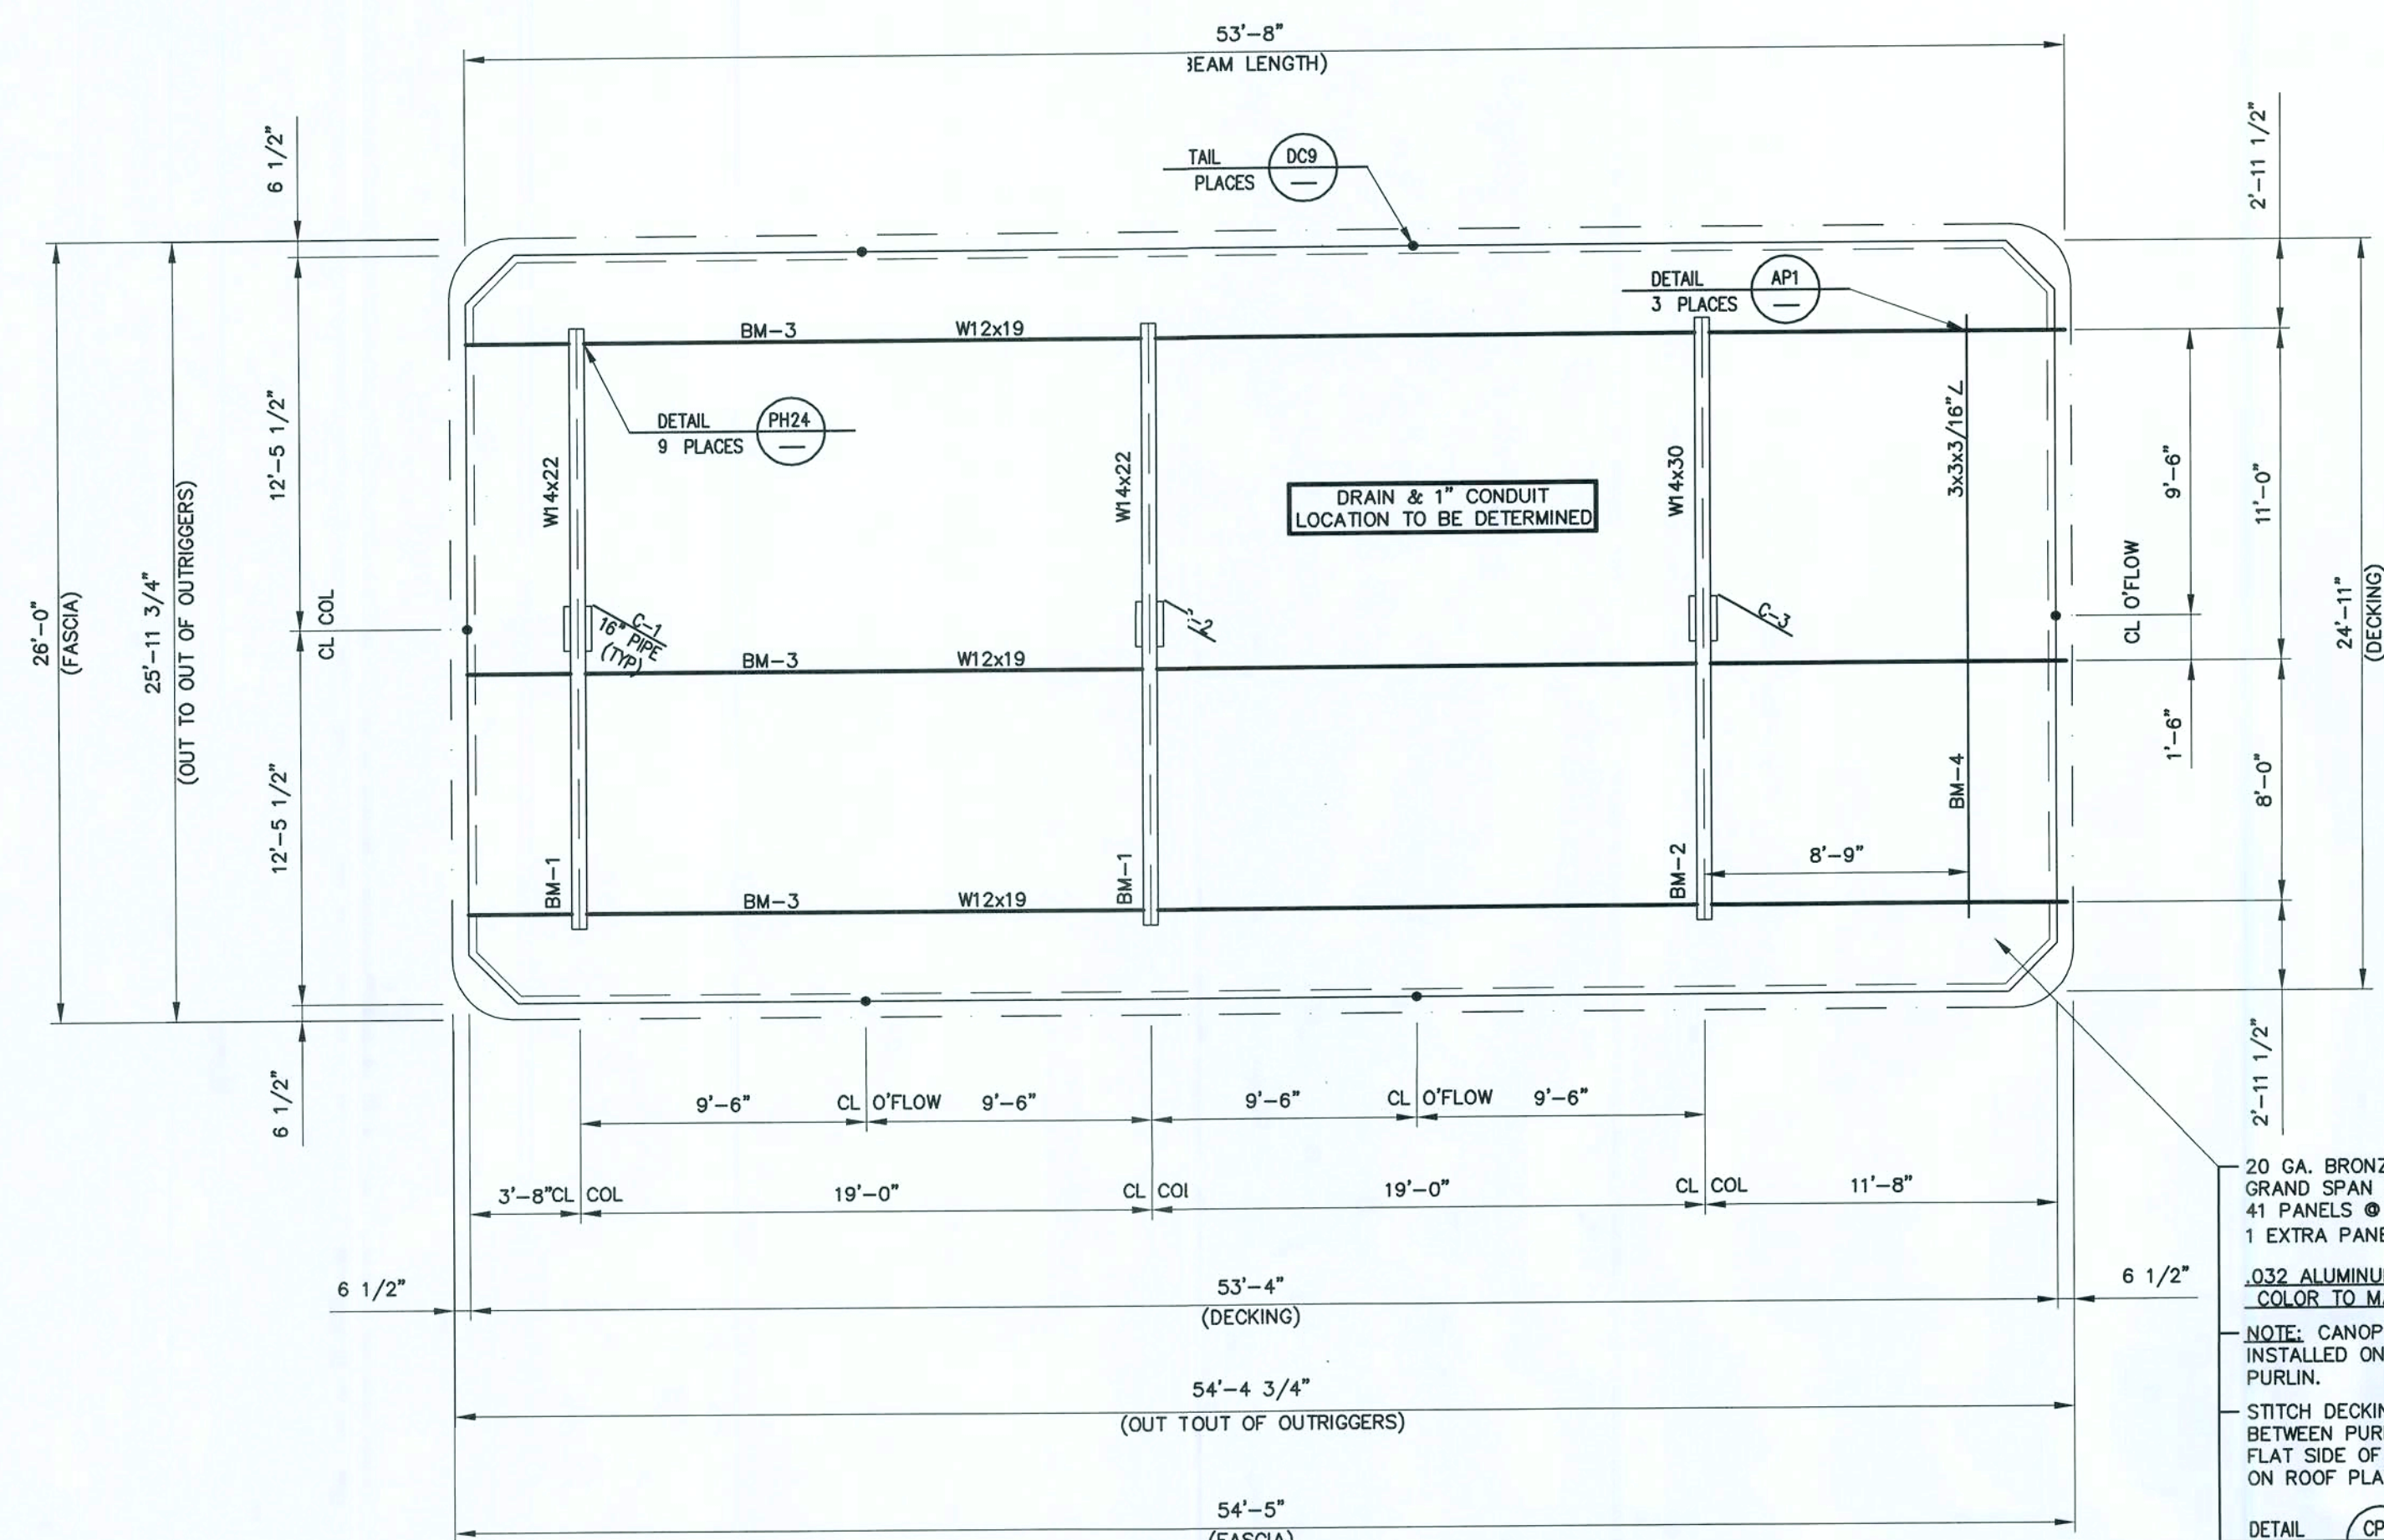 53'-8"
BEAM LENGTH)
6 1/2"
2'-11 1/2"
TAIL
PLACES
DC9
DETAIL
3 PLACES
AP1
BM-3
W12x19
12'-5 1/2"
DETAIL
9 PLACES
PH24
W14x22
W14x22
W14x30
3x3x3/16"L
9'-6"
11'-0"
DRAIN & 1" CONDUIT
LOCATION TO BE DETERMINED
26'-0"
(FASCIA)
25'-11 3/4"
(OUT TO OUT OF OUTRIGGERS)
CL COL
C-1
16" PIPE
(TYP)
-2
C-3
CL O'FLOW
24'-11"
(DECKING)
BM-3
W12x19
1'-6"
12'-5 1/2"
BM-4
8'-0"
BM-1
BM-1
BM-2
8'-9"
BM-3
W12x19
6 1/2"
2'-11 1/2"
9'-6"
CL O'FLOW
9'-6"
9'-6"
CL O'FLOW
9'-6"
3'-8"
CL COL
19'-0"
CL COL
19'-0"
CL COL
11'-8"
6 1/2"
53'-4"
(DECKING)
6 1/2"
54'-4 3/4"
(OUT TOUT OF OUTRIGGERS)
54'-5"
(FASCIA)
20 GA. BRONZ
GRAND SPAN
41 PANELS @
1 EXTRA PANE
.032 ALUMINU
COLOR TO MA
NOTE: CANOP
INSTALLED ON
PURLIN.
STITCH DECKIN
BETWEEN PUR
FLAT SIDE OF
ON ROOF PLA
DETAIL
CP